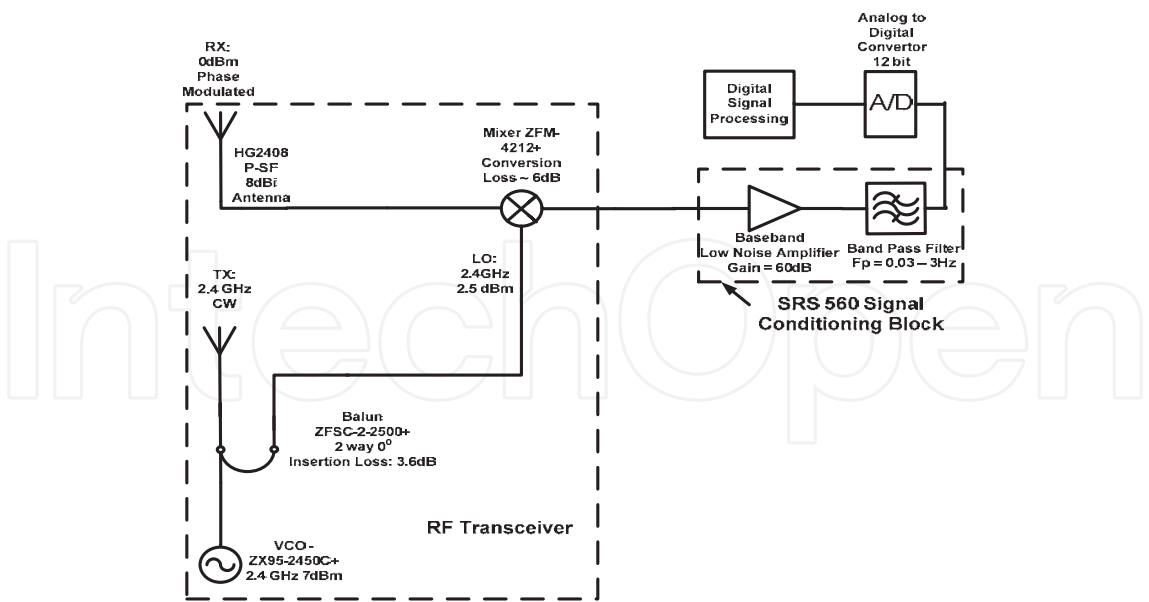 RX:
0dBm
Phase
Modulated
HG2408
P-SF
8dBi
Antenna
TX:
2.4 GHz
CW
Mixer ZFM-
4212+
Conversion
Loss ~ 6dB
LO:
2.4GHz
2.5 dBm
Balun
ZFSC-2-2500+
2 way 0⁰
Insertion Loss: 3.6dB
VCO -
ZX95-2450C+
2.4 GHz 7dBm
RF Transceiver
Analog to
Digital
Convertor
12 bit
A/D
Digital
Signal
Processing
Baseband
Low Noise Amplifier
Gain = 60dB
Band Pass Filter
Fp = 0.03 – 3Hz
SRS 560 Signal
Conditioning Block
IntechOpen